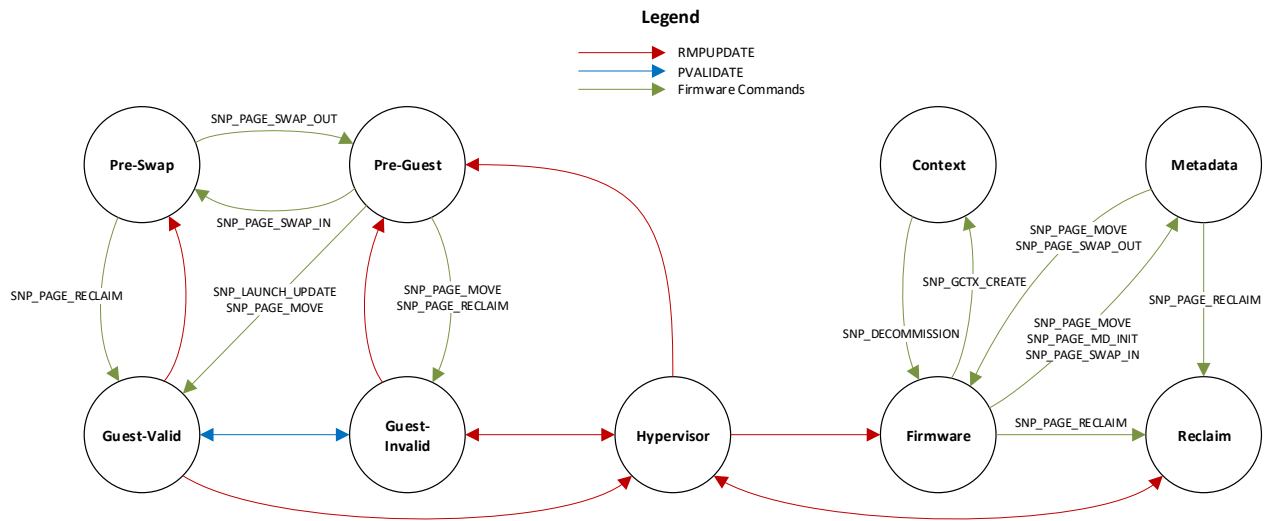 Legend
RMPUPDATE
PVALIDATE
Firmware Commands
SNP_PAGE_SWAP_OUT
Pre-Swap
Pre-Guest
Context
Metadada
SNP_PAGE_SWAP_IN
SNP_PAGE_MOVE
SNP_PAGE_SWAP_OUT
SNP_PAGE_RECLAIM
SNP_LAUNCH_UPDATE
SNP_PAGE_MOVE
SNP_PAGE_MOVE
SNP_PAGE_RECLAIM
SNP_GCTX_CREATE
SNP_PAGE_RECLAIM
SNP_DECOMMISSION
SNP_PAGE_MOVE
SNP_PAGE_MD_INIT
SNP_PAGE_SWAP_IN
Guest-Valid
Guest-
Invalid
Hypervisor
Firmware
SNP_PAGE_RECLAIM
Reclaim